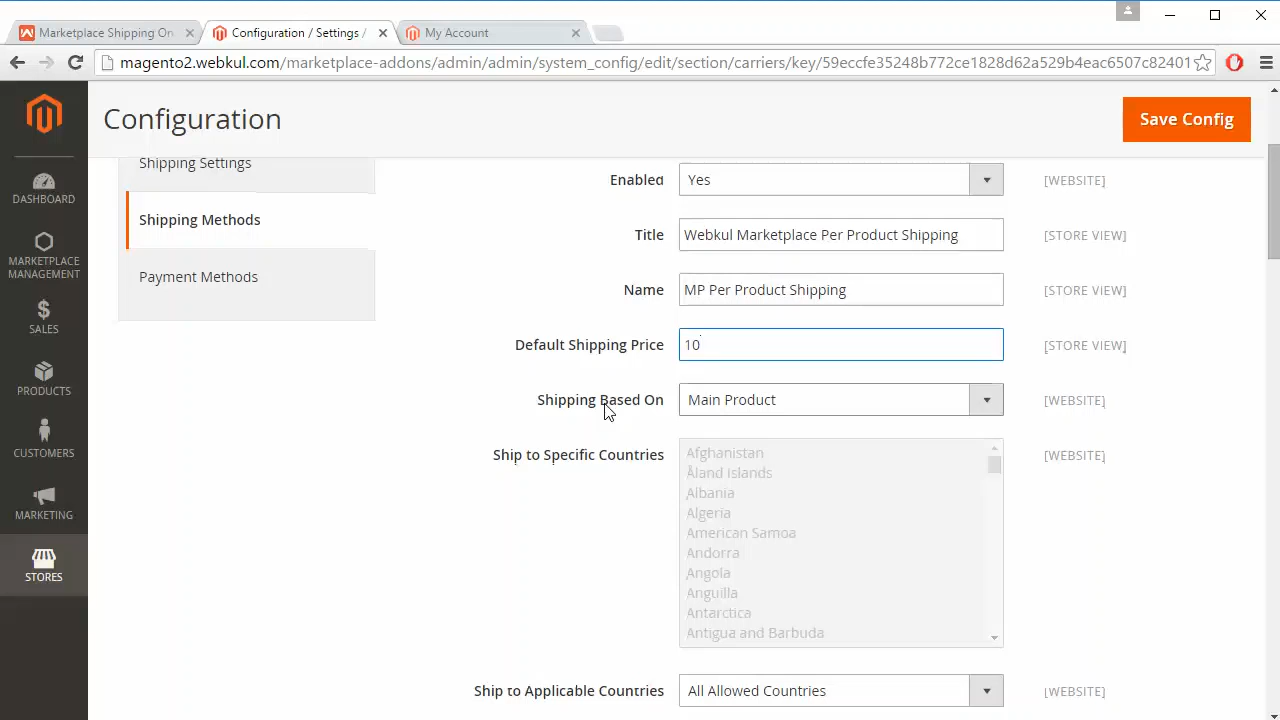 Marketplace Shipping On
Configuration / Settings /
My Account
magento2.webkul.com/marketplace-addons/admin/admin/system_config/edit/section/carriers/key/59eccfe35248b772ce1828d62a529b4eac6507c82401
Configuration
Save Config
DASHBOARD
MARKETPLACE
MANAGEMENT
SALES
PRODUCTS
CUSTOMERS
MARKETING
STORES
Shipping Settings
Shipping Methods
Payment Methods
Enabled Yes [WEBSITE]
Title Webkul Marketplace Per Product Shipping [STORE VIEW]
Name MP Per Product Shipping [STORE VIEW]
Default Shipping Price 10 [STORE VIEW]
Shipping Based On Main Product [WEBSITE]
Ship to Specific Countries Afghanistan [WEBSITE]
Åland Islands
Albania
Algeria
American Samoa
Andorra
Angola
Anguilla
Antarctica
Antigua and Barbuda
Ship to Applicable Countries All Allowed Countries [WEBSITE]